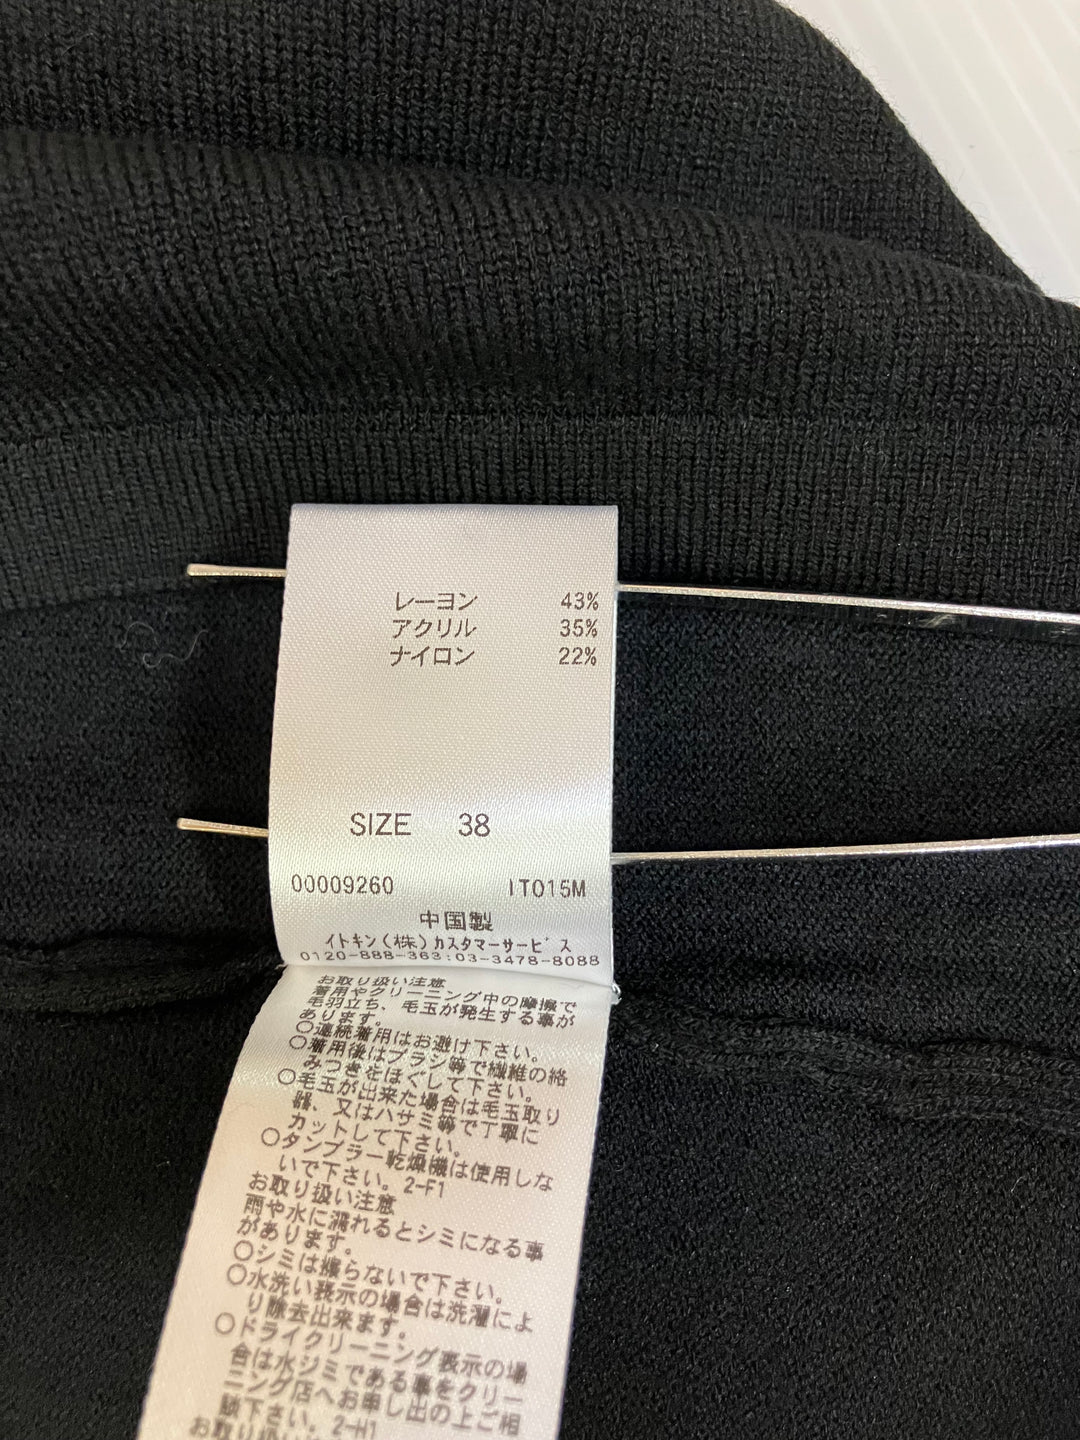 レーヨン 43%
アクリル 35%
ナイロン 22%
SIZE 38
00009260 IT015M
中国製
イトキン(株)カスタマーサービス
0120-888-363:03-3478-8088
お取り扱い注意
着用やクリーニング中の摩擦で
毛羽立ち、毛玉が発生する事が
あります。
○連続着用はお避け下さい。
○着用後はブラシ等で繊維の絡
みつきをほぐして下さい。
○毛玉が出来た場合は毛玉取り
器、又はハサミ等で丁寧に
カットして下さい。
○タンブラー乾燥機は使用しな
いで下さい。2-F1
お取り扱い注意
雨や水に濡れるとシミになる事
があります。
○シミは擦らないで下さい。
○水洗い表示の場合は洗濯によ
り除去出来ます。
○ドライクリーニング表示の場
合は水ジミである事をクリー
ニング店へお申し出の上ご相
談下さい。2-H1
お取り扱い